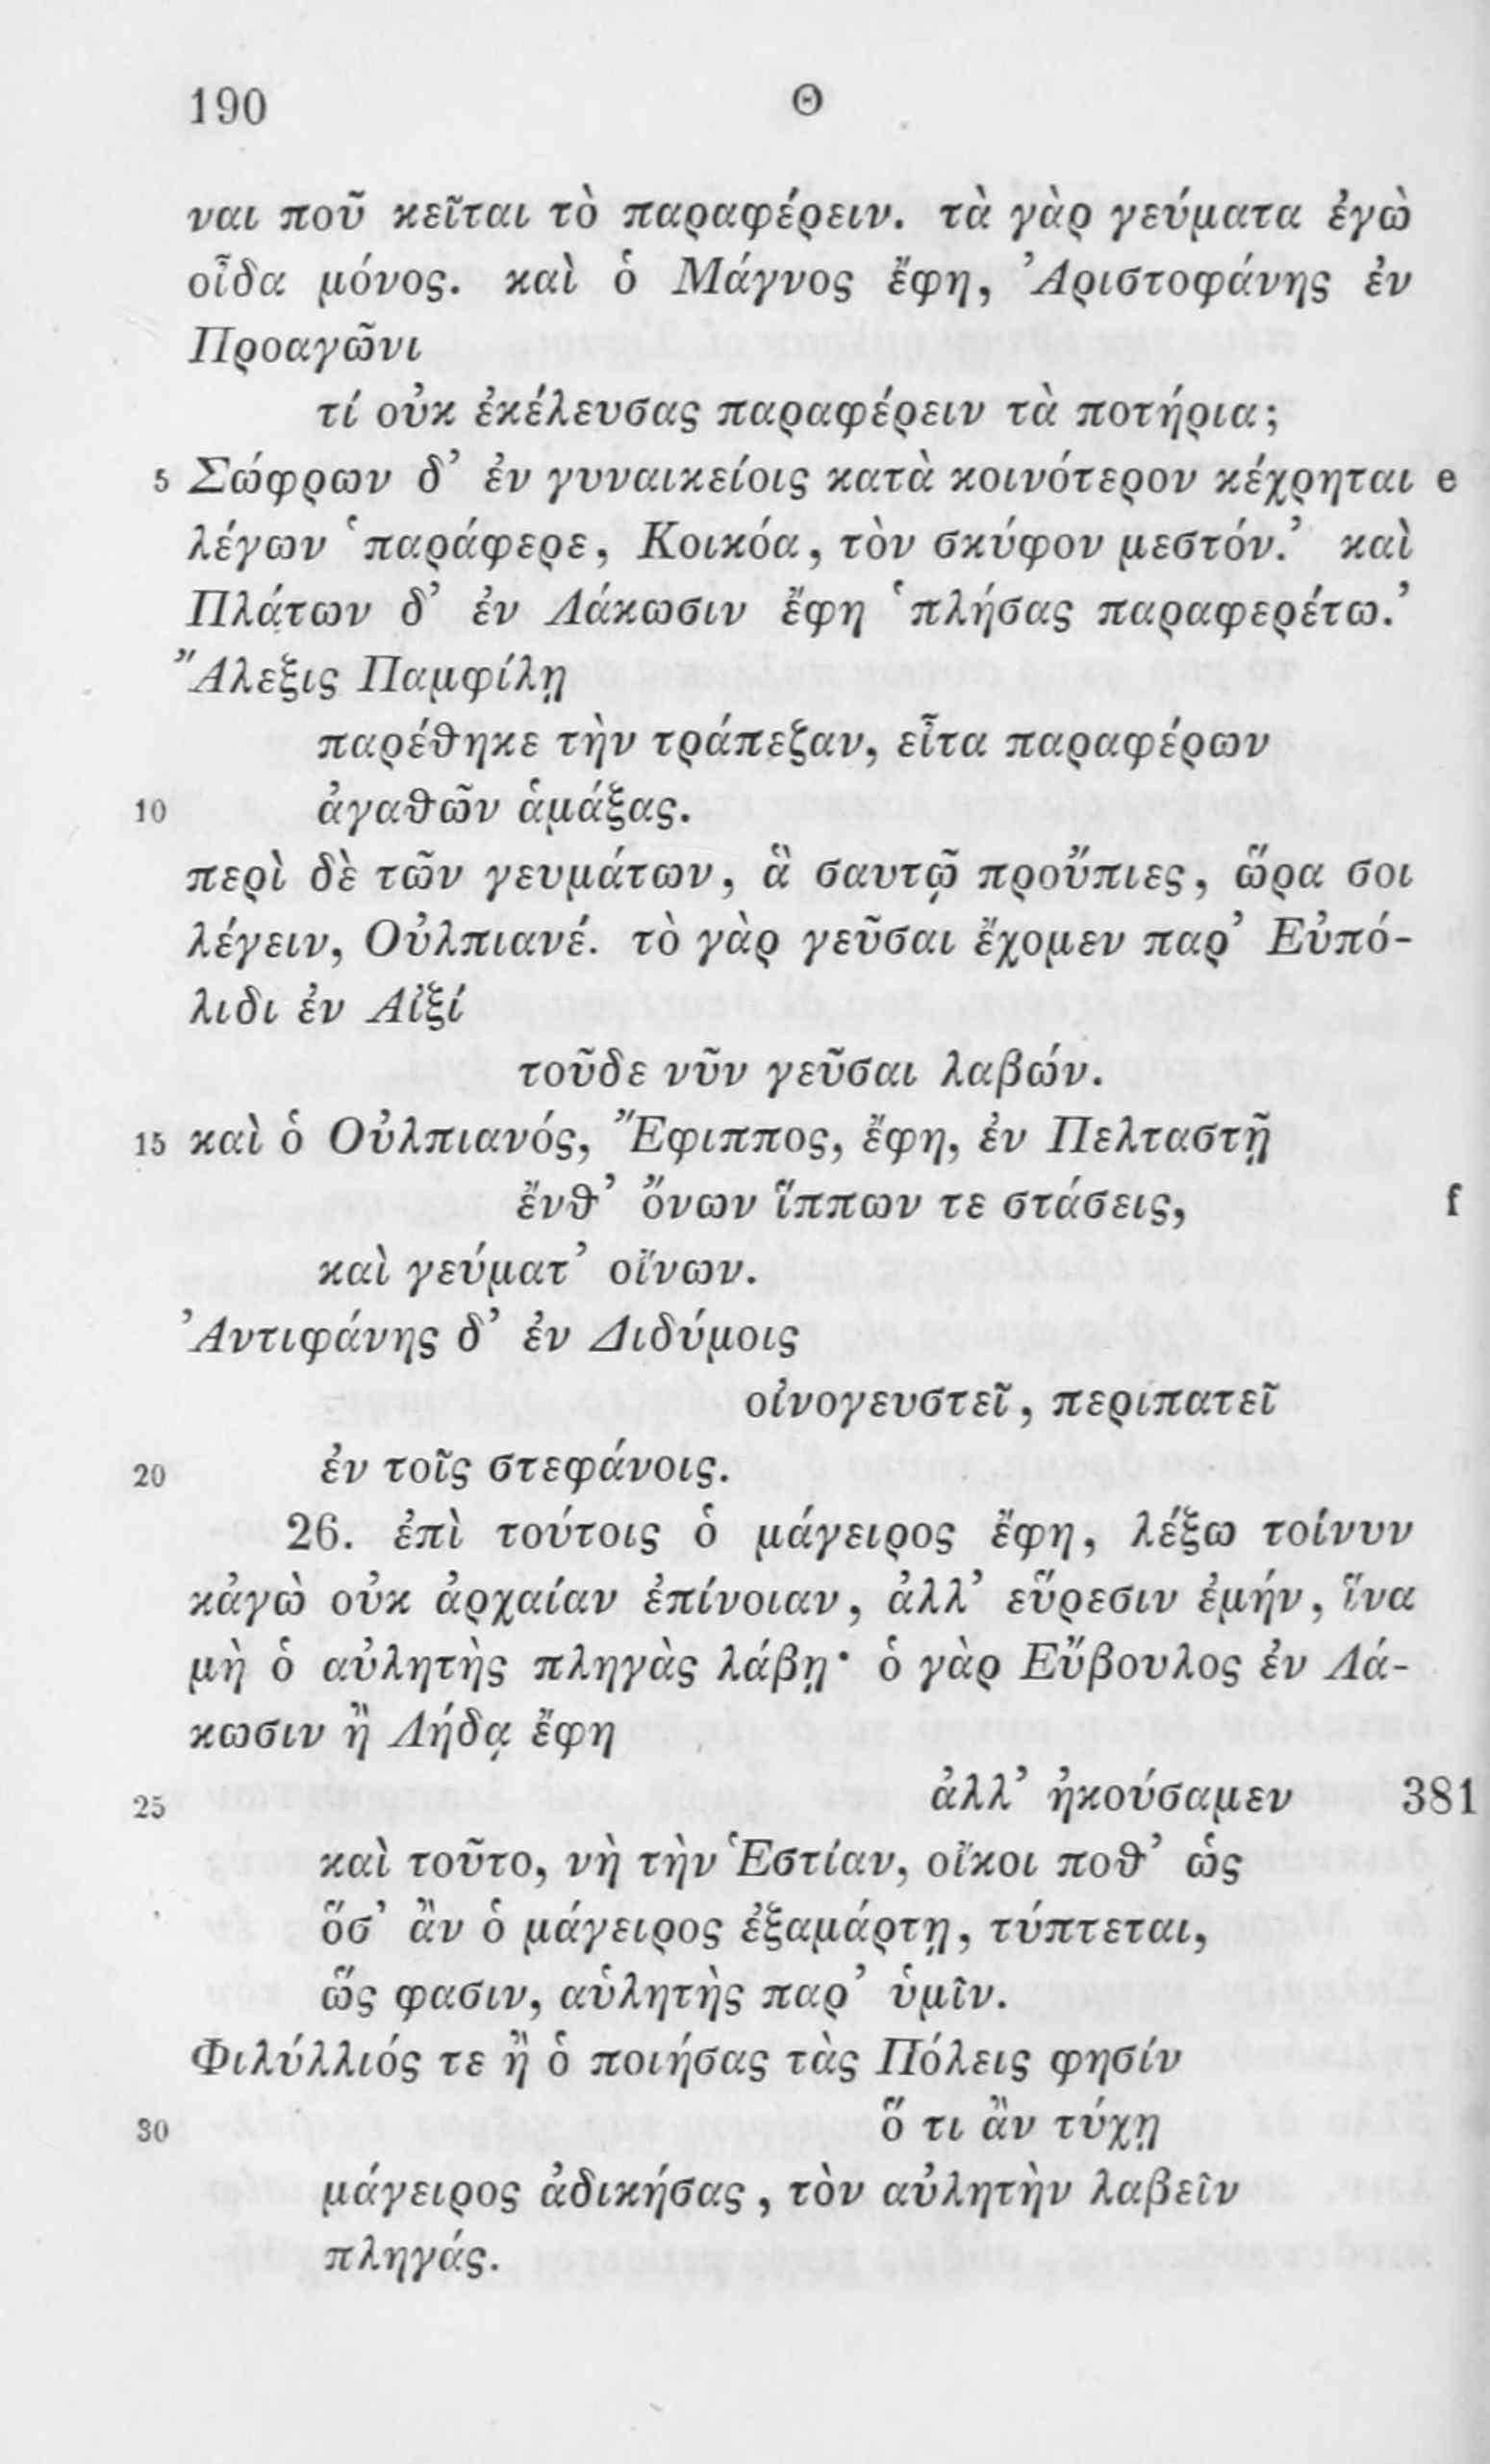 190 Θ
ναι ποῦ κεῖται τὸ παραφέρειν. τὰ γὰρ γεύματα ἐγὼ
οἶδα μόνος. καὶ ὁ Μάγνος ἔφη, Ἀριστοφάνης ἐν
Προαγῶνι
τί οὐκ ἐκέλευσας παραφέρειν τὰ ποτήρια;
5 Σώφρων δ’ ἐν γυναικείοις κατὰ κοινότερον κέχρηται e
λέγων ‘παράφερε, Κοικόα, τὸν σκύφον μεστόν.’ καὶ
Πλάτων δ’ ἐν Λάκωσιν ἔφη ‘πλήσας παραφερέτω.’
Ἄλεξις Παμφίλῃ
παρέθηκε τὴν τράπεζαν, εἶτα παραφέρων
10 ἀγαθῶν ἁμάξας.
περὶ δὲ τῶν γευμάτων, ἃ σαυτῷ προὔπιες, ὥρα σοι
λέγειν, Οὐλπιανέ. τὸ γὰρ γεῦσαι ἔχομεν παρ’ Εὐπό-
λιδι ἐν Αἰξί
τοῦδε νῦν γεῦσαι λαβών.
15 καὶ ὁ Οὐλπιανός, Ἔφιππος, ἔφη, ἐν Πελταστῇ
ἔνθ’ ὄνων ἵππων τε στάσεις, f
καὶ γεύματ’ οἴνων.
Ἀντιφάνης δ’ ἐν Διδύμοις
οἰνογευστεῖ, περιπατεῖ
20 ἐν τοῖς στεφάνοις.
26. ἐπὶ τούτοις ὁ μάγειρος ἔφη, λέξω τοίνυν
κἀγὼ οὐκ ἀρχαίαν ἐπίνοιαν, ἀλλ’ εὕρεσιν ἐμήν, ἵνα
μὴ ὁ αὐλητὴς πληγὰς λάβῃ· ὁ γὰρ Εὔβουλος ἐν Λά-
κωσιν ἢ Λήδᾳ ἔφη
25 ἀλλ’ ἠκούσαμεν 381
καὶ τοῦτο, νὴ τὴν Ἑστίαν, οἴκοι ποθ’ ὡς
ὅσ’ ἂν ὁ μάγειρος ἐξαμάρτῃ, τύπτεται,
ὥς φασιν, αὑλητὴς παρ’ ὑμῖν.
Φιλύλλιός τε ἢ ὁ ποιήσας τὰς Πόλεις φησίν
30 ὅ τι ἂν τύχῃ
μάγειρος ἀδικήσας, τὸν αὐλητὴν λαβεῖν
πληγάς.